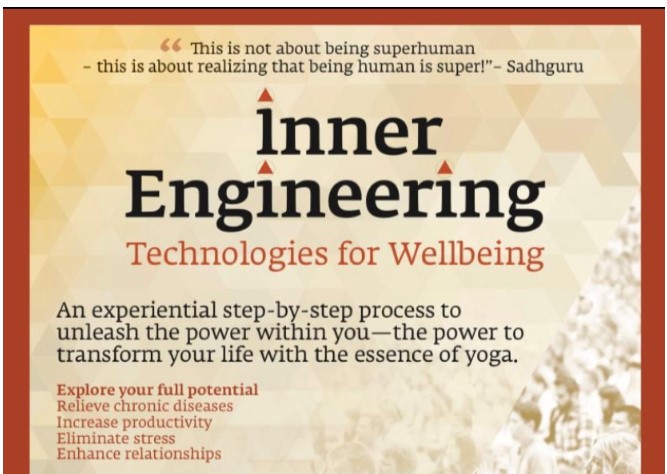 “ This is not about being superhuman
– this is about realizing that being human is super!”– Sadhguru
inner
Engineering
Technologies for Wellbeing
An experiential step-by-step process to
unleash the power within you—the power to
transform your life with the essence of yoga.
Explore your full potential
Relieve chronic diseases
Increase productivity
Eliminate stress
Enhance relationships